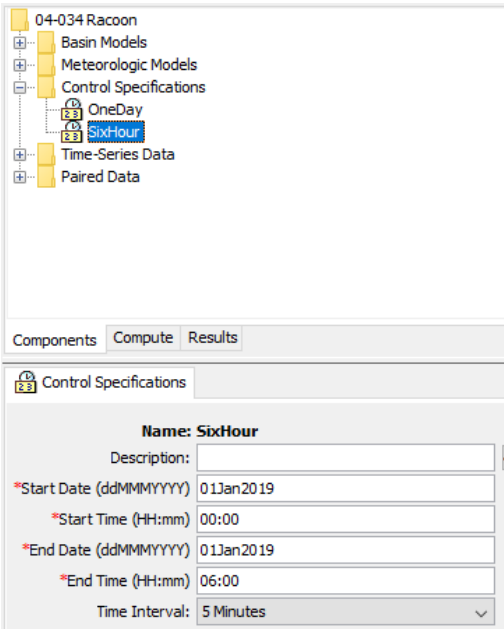 04-034 Racoon
Basin Models
Meteorologic Models
Control Specifications
OneDay
SixHour
Time-Series Data
Paired Data
Components Compute Results
Control Specifications
Name: SixHour
Description:
*Start Date (ddMMMYYYY) 01Jan2019
*Start Time (HH:mm) 00:00
*End Date (ddMMMYYYY) 01Jan2019
*End Time (HH:mm) 06:00
Time Interval: 5 Minutes